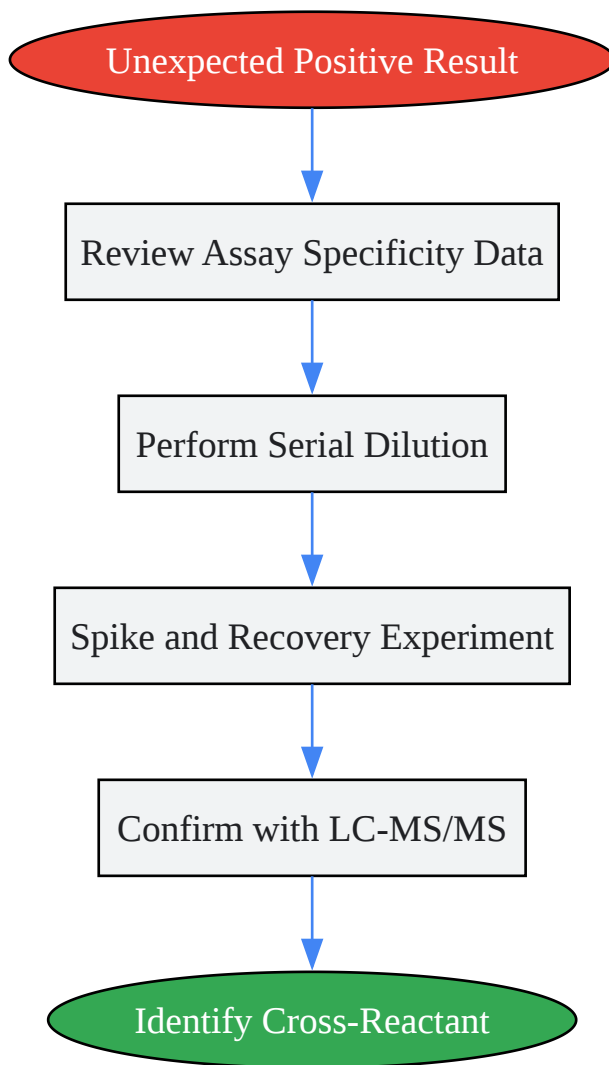 Unexpected Positive Result
Review Assay Specificity Data
Perform Serial Dilution
Spike and Recovery Experiment
Confirm with LC-MS/MS
Identify Cross-Reactant